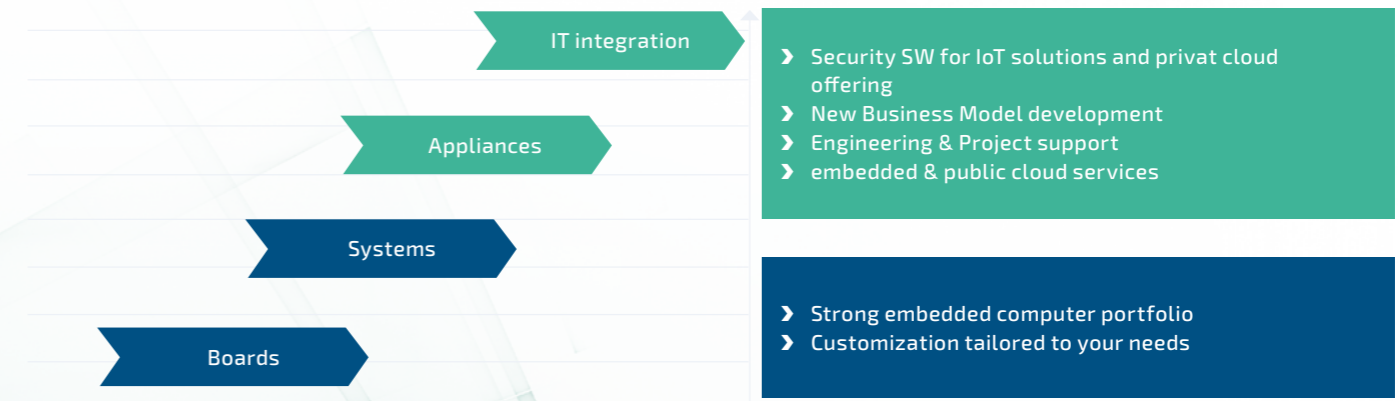 IT integration
Appliances
Systems
Boards
Security SW for IoT solutions and privat cloud
offering
New Business Model development
Engineering & Project support
embedded & public cloud services
Strong embedded computer portfolio
Customization tailored to your needs